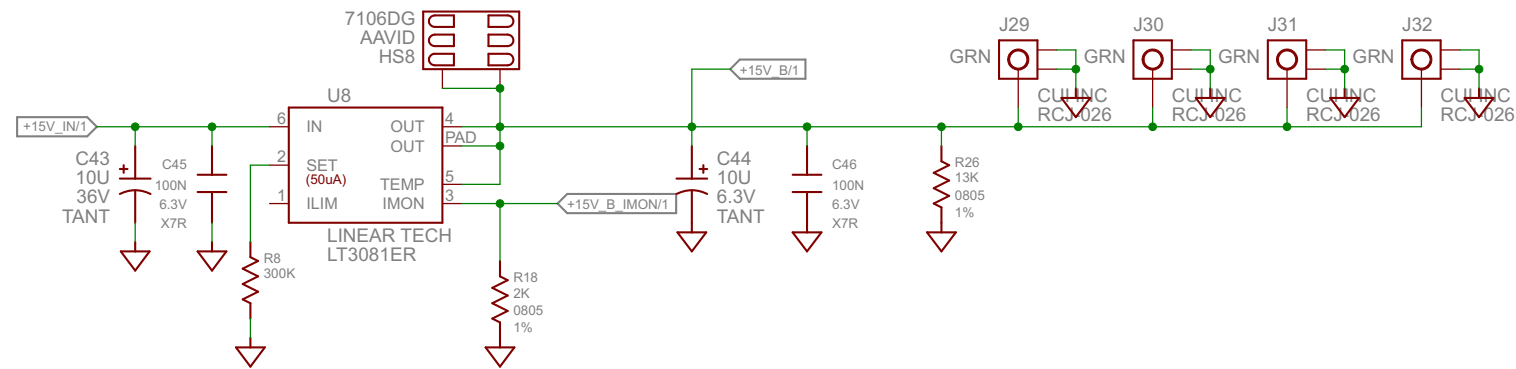 7106DG
AAVID
HS8
+15V_B/1
J29
GRN
CUI INC
RCJ-026
J30
GRN
CUI INC
RCJ-026
J31
GRN
CUI INC
RCJ-026
J32
GRN
CUI INC
RCJ-026
+15V_IN/1
U8
6
IN
2
SET
(50uA)
1
ILIM
OUT
4
OUT
PAD
TEMP
5
IMON
3
LINEAR TECH
LT3081ER
C43
10U
36V
TANT
C45
100N
6.3V
X7R
R8
300K
+15V_B_IMON/1
R18
2K
0805
1%
C44
10U
6.3V
TANT
C46
100N
6.3V
X7R
R26
13K
0805
1%